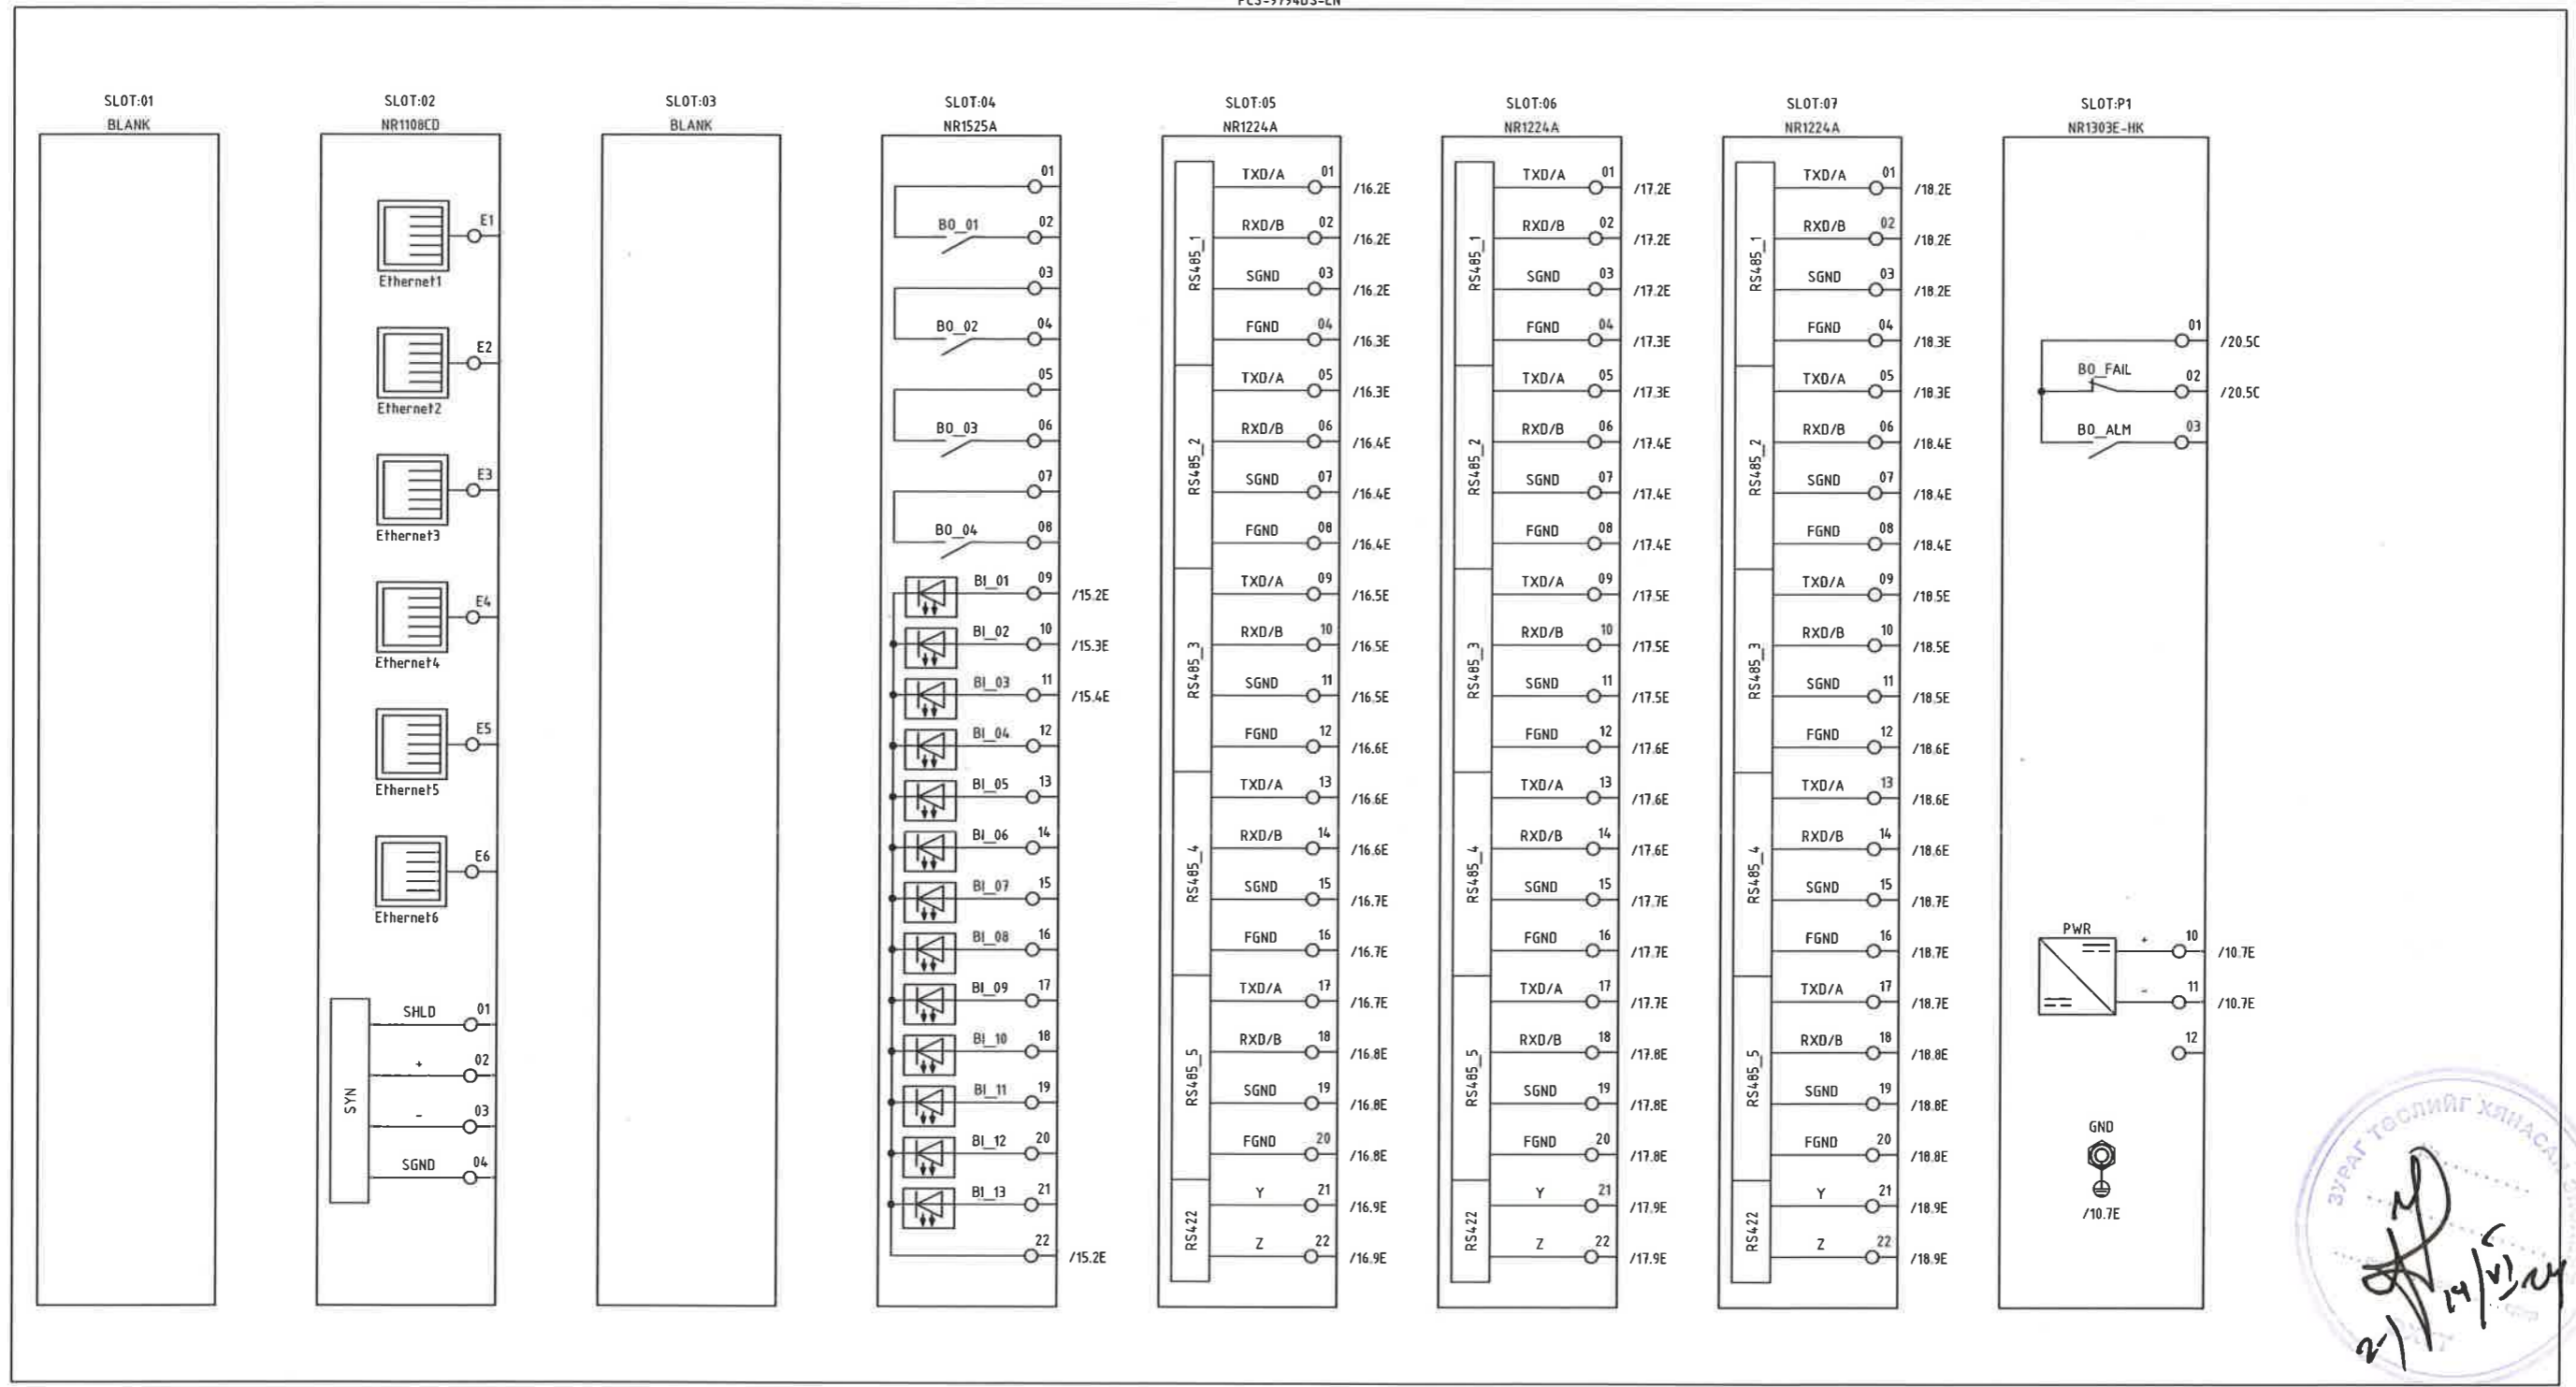 PCS-9794DS-EN
SLOT:01
BLANK
SLOT:02
NR1108CD
E1
Ethernet1
E2
Ethernet2
E3
Ethernet3
E4
Ethernet4
E5
Ethernet5
E6
Ethernet6
SYN
SHLD 01
+ 02
- 03
SGND 04
SLOT:03
BLANK
SLOT:04
NR1525A
01
BO_01 02
03
BO_02 04
05
BO_03 06
07
BO_04 08
BI_01 09 /15.2E
BI_02 10 /15.3E
BI_03 11 /15.4E
BI_04 12
BI_05 13
BI_06 14
BI_07 15
BI_08 16
BI_09 17
BI_10 18
BI_11 19
BI_12 20
BI_13 21
22 /15.2E
SLOT:05
NR1224A
RS485_1
TXD/A 01 /16.2E
RXD/B 02 /16.2E
SGND 03 /16.2E
FGND 04 /16.3E
RS485_2
TXD/A 05 /16.3E
RXD/B 06 /16.4E
SGND 07 /16.4E
FGND 08 /16.4E
RS485_3
TXD/A 09 /16.5E
RXD/B 10 /16.5E
SGND 11 /16.5E
FGND 12 /16.6E
RS485_4
TXD/A 13 /16.6E
RXD/B 14 /16.6E
SGND 15 /16.7E
FGND 16 /16.7E
RS485_5
TXD/A 17 /16.7E
RXD/B 18 /16.8E
SGND 19 /16.8E
FGND 20 /16.8E
RS422
Y 21 /16.9E
Z 22 /16.9E
SLOT:06
NR1224A
RS485_1
TXD/A 01 /17.2E
RXD/B 02 /17.2E
SGND 03 /17.2E
FGND 04 /17.3E
RS485_2
TXD/A 05 /17.3E
RXD/B 06 /17.4E
SGND 07 /17.4E
FGND 08 /17.4E
RS485_3
TXD/A 09 /17.5E
RXD/B 10 /17.5E
SGND 11 /17.5E
FGND 12 /17.6E
RS485_4
TXD/A 13 /17.6E
RXD/B 14 /17.6E
SGND 15 /17.7E
FGND 16 /17.7E
RS485_5
TXD/A 17 /17.7E
RXD/B 18 /17.8E
SGND 19 /17.8E
FGND 20 /17.8E
RS422
Y 21 /17.9E
Z 22 /17.9E
SLOT:07
NR1224A
RS485_1
TXD/A 01 /18.2E
RXD/B 02 /18.2E
SGND 03 /18.2E
FGND 04 /18.3E
RS485_2
TXD/A 05 /18.3E
RXD/B 06 /18.4E
SGND 07 /18.4E
FGND 08 /18.4E
RS485_3
TXD/A 09 /18.5E
RXD/B 10 /18.5E
SGND 11 /18.5E
FGND 12 /18.6E
RS485_4
TXD/A 13 /18.6E
RXD/B 14 /18.6E
SGND 15 /18.7E
FGND 16 /18.7E
RS485_5
TXD/A 17 /18.7E
RXD/B 18 /18.8E
SGND 19 /18.8E
FGND 20 /18.8E
RS422
Y 21 /18.9E
Z 22 /18.9E
SLOT:P1
NR1303E-HK
01 /20.5C
BO_FAIL 02 /20.5C
BO_ALM 03
PWR
+ 10 /10.7E
- 11 /10.7E
12
GND
/10.7E
ЗУРАГ ТӨСЛИЙГ ХЯНАСАН